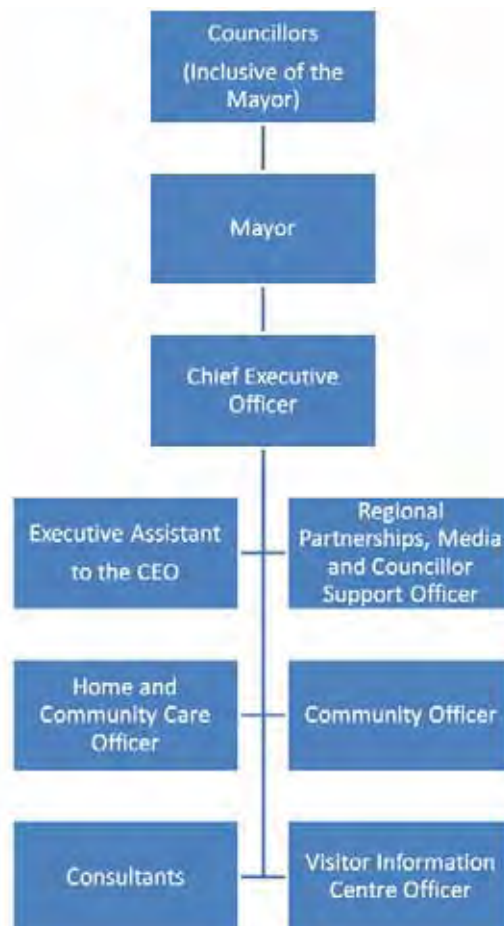 Councillors
(Inclusive of the
Mayor)
Mayor
Chief Executive
Officer
Executive Assistant
to the CEO
Regional
Partnerships, Media
and Councillor
Support Officer
Home and
Community Care
Officer
Community Officer
Consultants
Visitor Information
Centre Officer